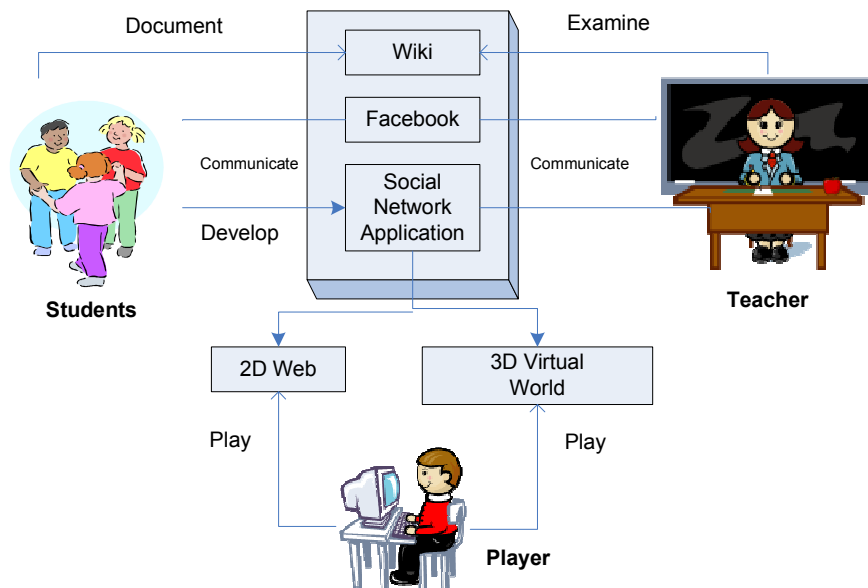 Document
Examine
Wiki
Facebook
Communicate
Communicate
Social
Network
Application
Develop
Students
Teacher
2D Web
3D Virtual
World
Play
Play
Player